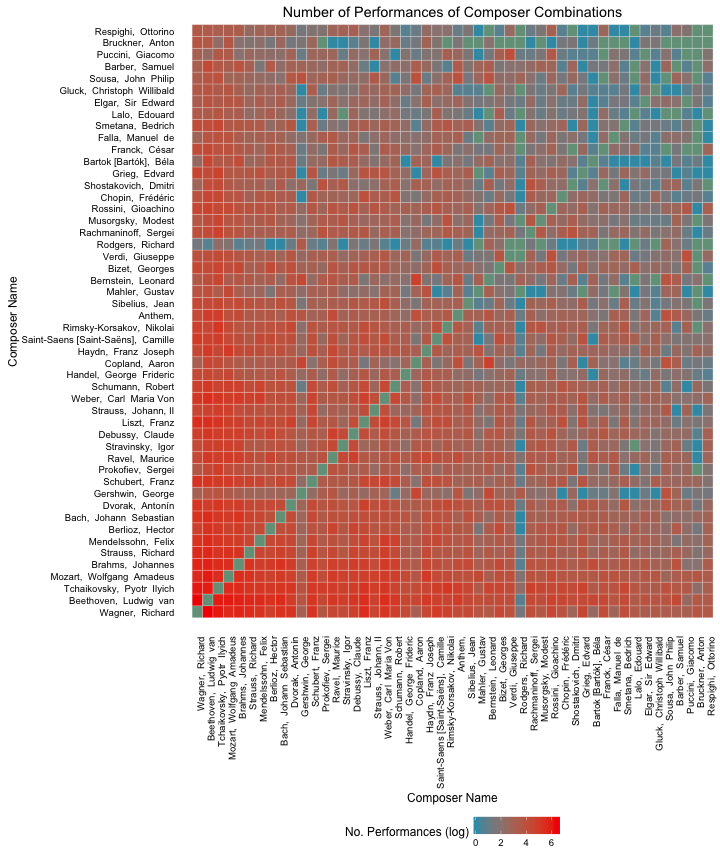 Number of Performances of Composer Combinations
Composer Name
Respighi, Ottorino
Bruckner, Anton
Puccini, Giacomo
Barber, Samuel
Sousa, John Philip
Gluck, Christoph Willibald
Elgar, Sir Edward
Lalo, Edouard
Smetana, Bedrich
Falla, Manuel de
Franck, César
Bartok [Bartók], Béla
Grieg, Edvard
Shostakovich, Dmitri
Chopin, Frédéric
Rossini, Gioachino
Musorgsky, Modest
Rachmaninoff, Sergei
Rodgers, Richard
Verdi, Giuseppe
Bizet, Georges
Bernstein, Leonard
Mahler, Gustav
Sibelius, Jean
Anthem,
Rimsky-Korsakov, Nikolai
Saint-Saens [Saint-Saëns], Camille
Haydn, Franz Joseph
Copland, Aaron
Handel, George Frideric
Schumann, Robert
Weber, Carl Maria Von
Strauss, Johann, II
Liszt, Franz
Debussy, Claude
Stravinsky, Igor
Ravel, Maurice
Prokofiev, Sergei
Schubert, Franz
Gershwin, George
Dvorak, Antonín
Bach, Johann Sebastian
Berlioz, Hector
Mendelssohn, Felix
Strauss, Richard
Brahms, Johannes
Mozart, Wolfgang Amadeus
Tchaikovsky, Pyotr Ilyich
Beethoven, Ludwig van
Wagner, Richard
Wagner, Richard
Beethoven, Ludwig van
Tchaikovsky, Pyotr Ilyich
Mozart, Wolfgang Amadeus
Brahms, Johannes
Strauss, Richard
Mendelssohn, Felix
Berlioz, Hector
Bach, Johann Sebastian
Dvorak, Antonín
Gershwin, George
Schubert, Franz
Prokofiev, Sergei
Ravel, Maurice
Stravinsky, Igor
Debussy, Claude
Liszt, Franz
Strauss, Johann, II
Weber, Carl Maria Von
Schumann, Robert
Handel, George Frideric
Copland, Aaron
Haydn, Franz Joseph
Saint-Saens [Saint-Saëns], Camille
Rimsky-Korsakov, Nikolai
Anthem,
Sibelius, Jean
Mahler, Gustav
Bernstein, Leonard
Bizet, Georges
Verdi, Giuseppe
Rodgers, Richard
Rachmaninoff, Sergei
Musorgsky, Modest
Rossini, Gioachino
Chopin, Frédéric
Shostakovich, Dmitri
Grieg, Edvard
Bartok [Bartók], Béla
Franck, César
Falla, Manuel de
Smetana, Bedrich
Lalo, Edouard
Elgar, Sir Edward
Gluck, Christoph Willibald
Sousa, John Philip
Barber, Samuel
Puccini, Giacomo
Bruckner, Anton
Respighi, Ottorino
Composer Name
No. Performances (log)
0 2 4 6